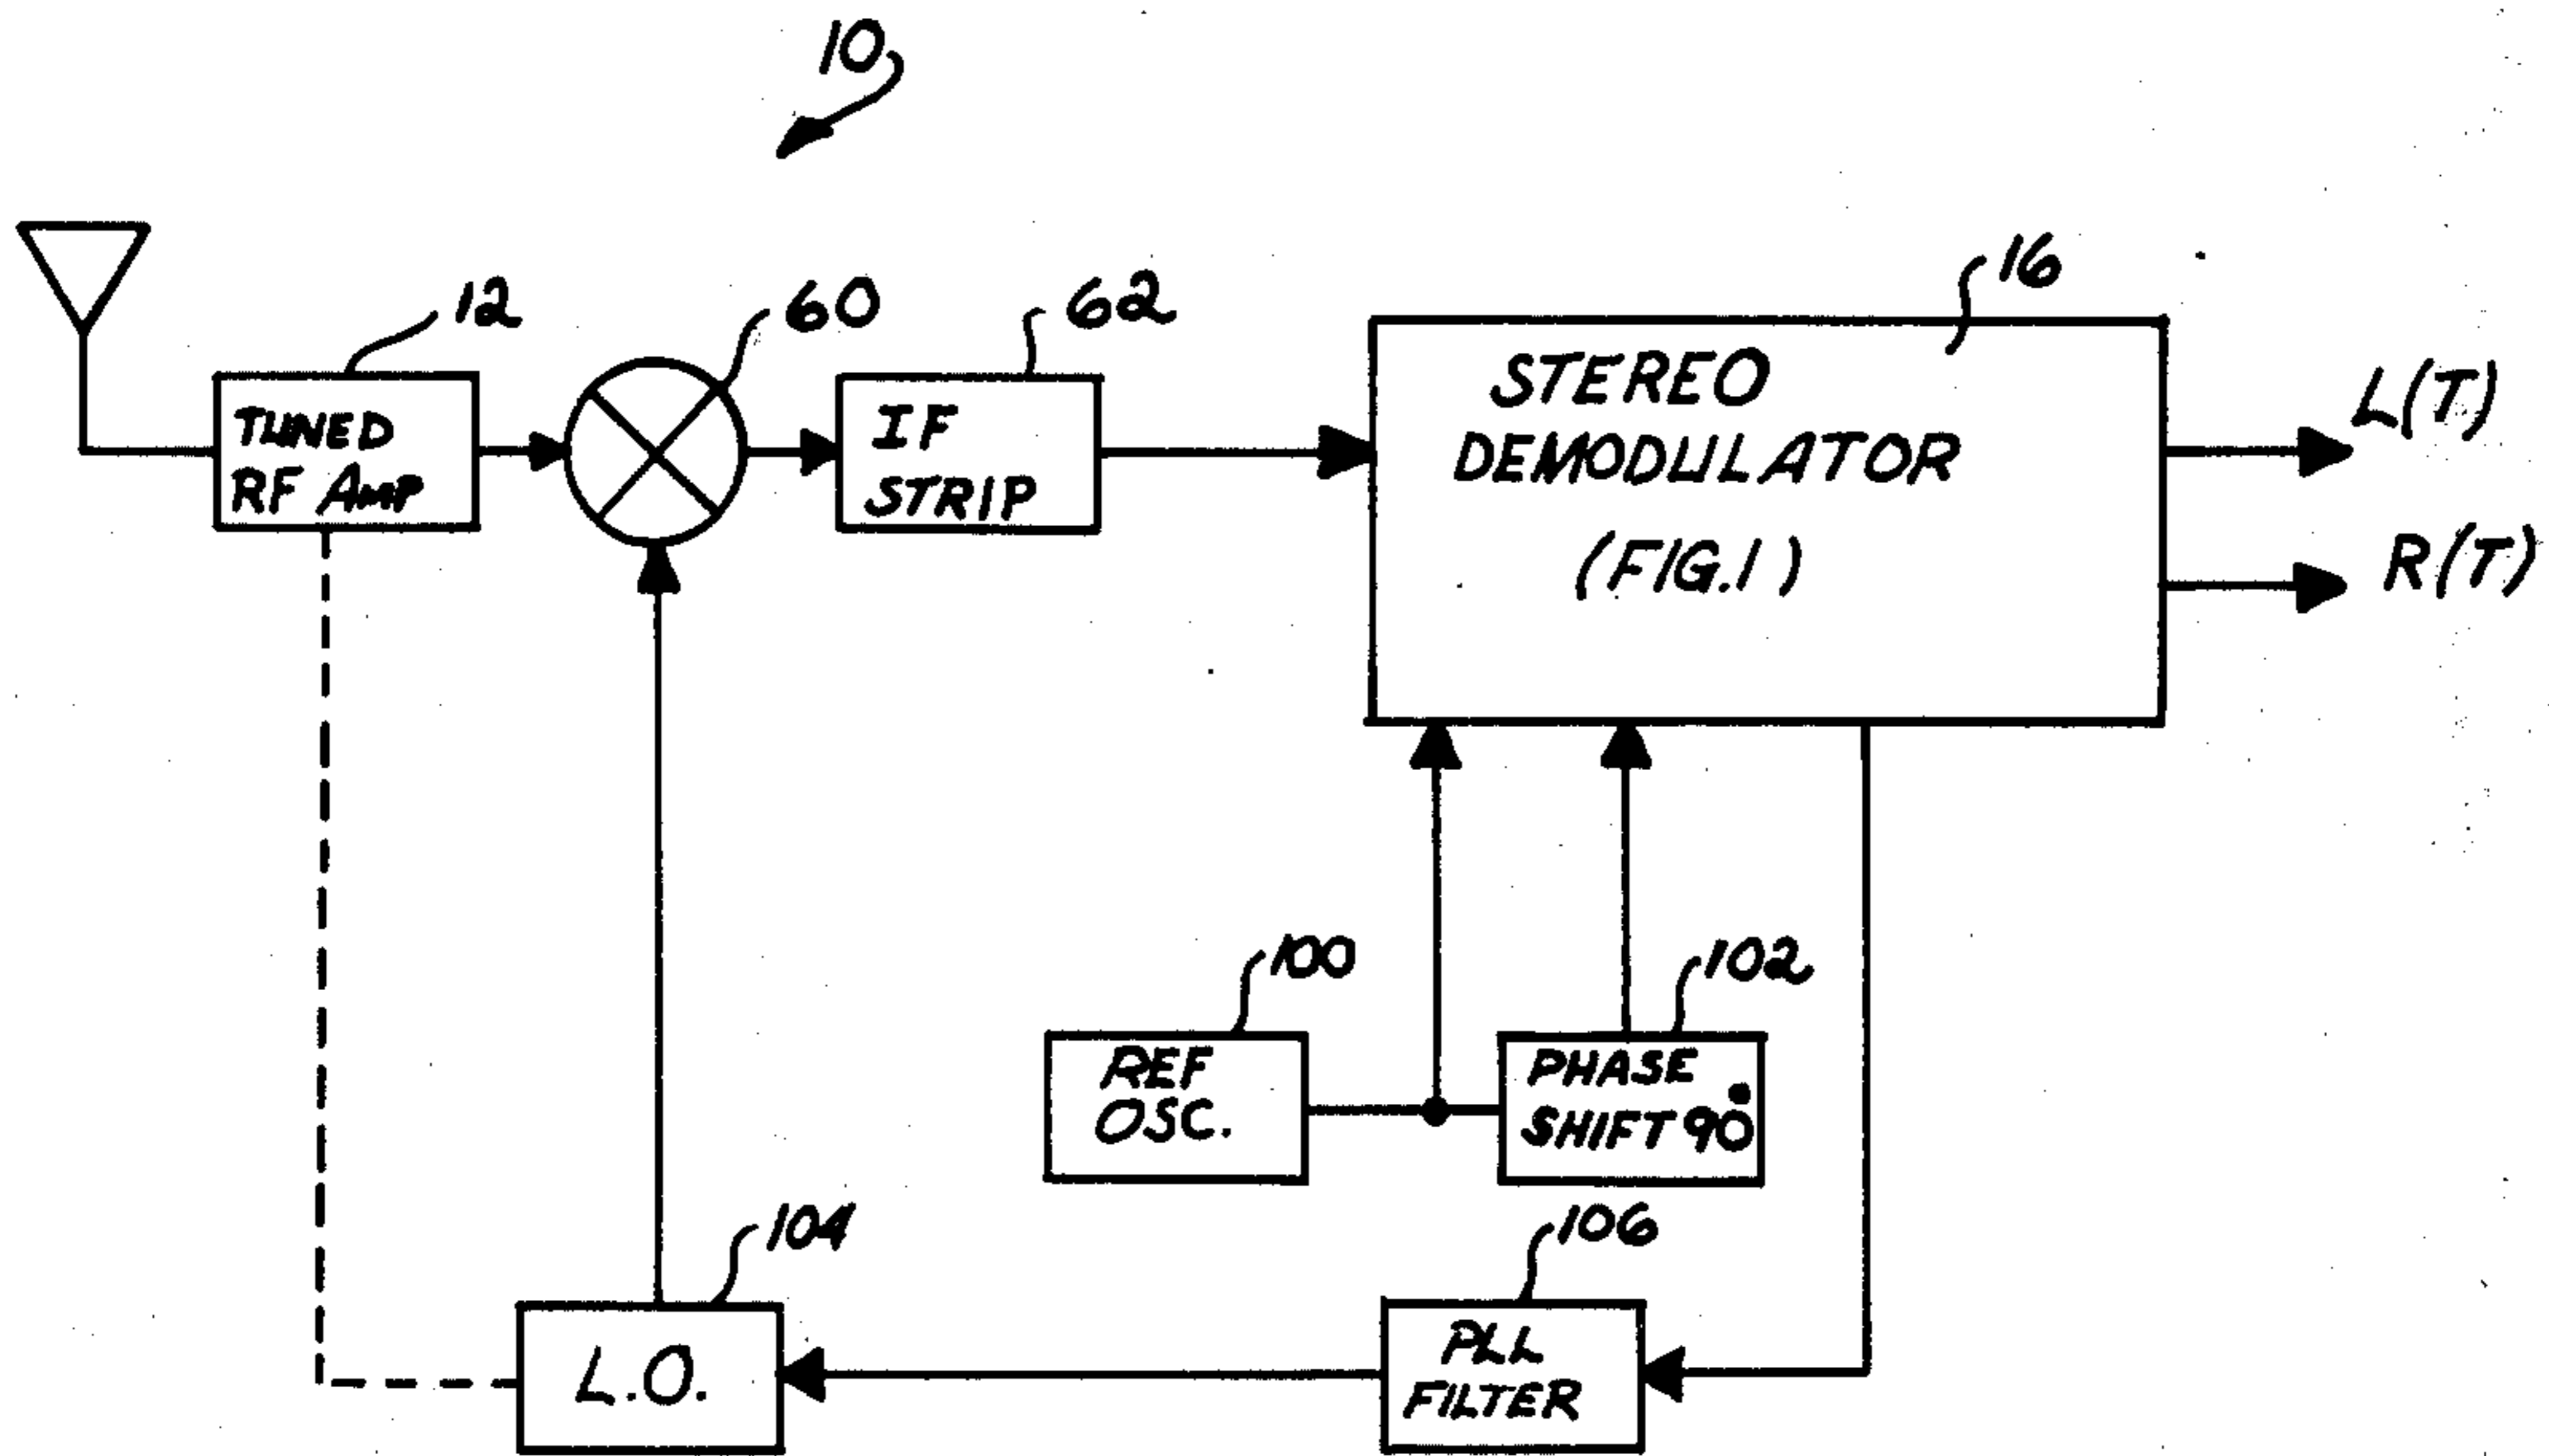 10
12
60
62
16
TUNED
RF AMP
IF
STRIP
STEREO
DEMODULATOR
(FIG.1)
L(T)
R(T)
100
102
REF
OSC.
PHASE
SHIFT 90°
104
106
L.O.
PLL
FILTER